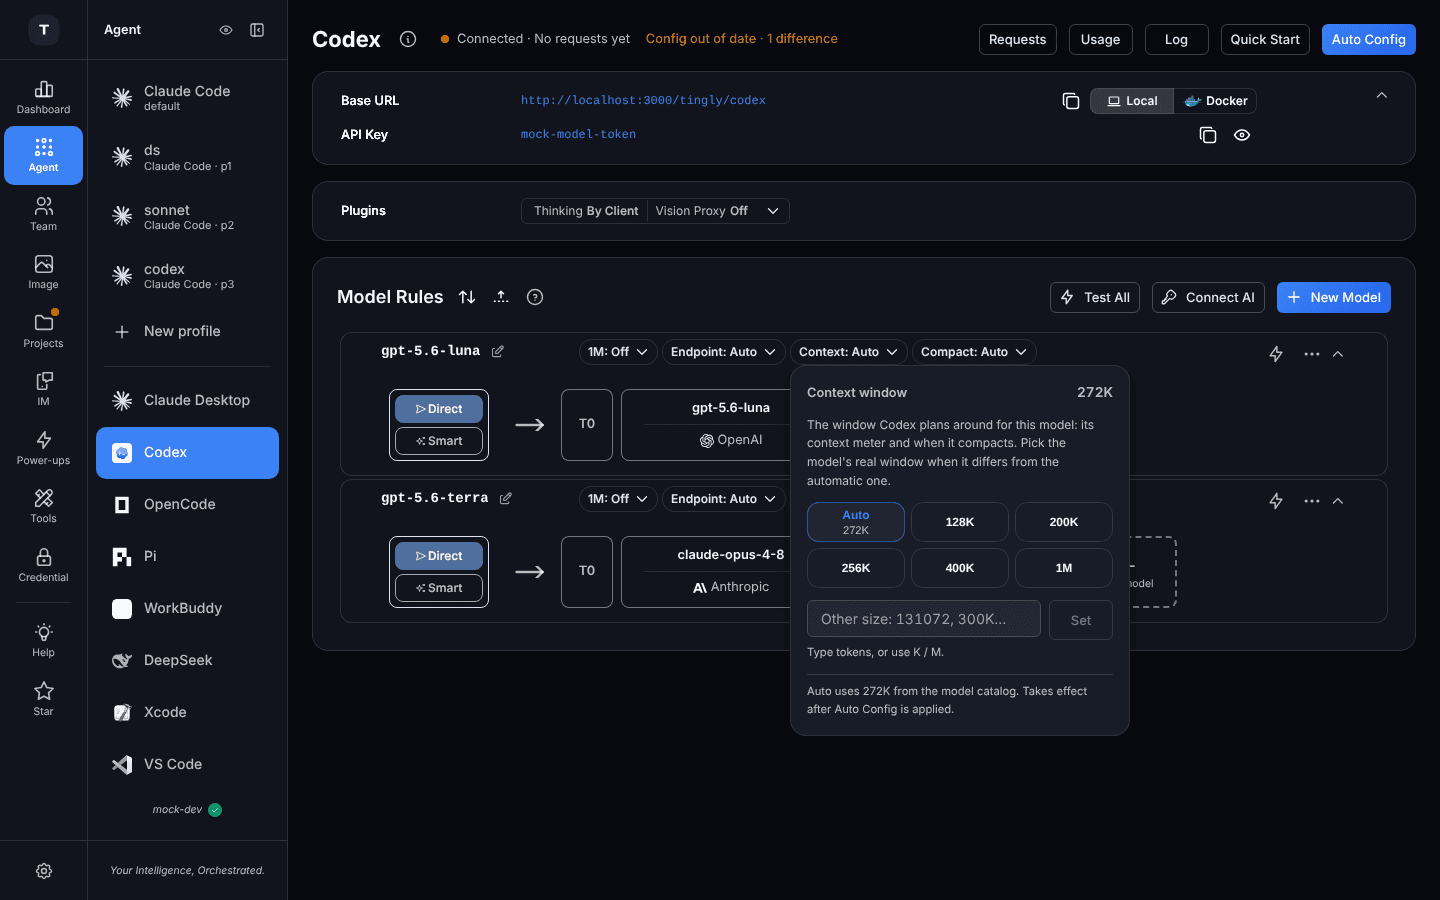 T
Agent
Dashboard
Agent
Team
Image
Projects
IM
Power-ups
Tools
Credential
Help
Star
Claude Code
default
ds
Claude Code · p1
sonnet
Claude Code · p2
codex
Claude Code · p3
New profile
Claude Desktop
Codex
OpenCode
Pi
WorkBuddy
DeepSeek
Xcode
VS Code
mock-dev
Your Intelligence, Orchestrated.
Codex
Connected · No requests yet
Config out of date · 1 difference
Requests
Usage
Log
Quick Start
Auto Config
Base URL
http://localhost:3000/tingly/codex
Local
Docker
API Key
mock-model-token
Plugins
Thinking By Client
Vision Proxy Off
Model Rules
Test All
Connect AI
New Model
gpt-5.6-luna
1M: Off
Endpoint: Auto
Context: Auto
Compact: Auto
Direct
Smart
T0
gpt-5.6-luna
OpenAI
gpt-5.6-terra
1M: Off
Endpoint: Auto
Direct
Smart
T0
claude-opus-4-8
Anthropic
Context window
272K
The window Codex plans around for this model: its
context meter and when it compacts. Pick the
model's real window when it differs from the
automatic one.
Auto
272K
128K
200K
256K
400K
1M
Other size: 131072, 300K...
Set
Type tokens, or use K / M.
Auto uses 272K from the model catalog. Takes effect
after Auto Config is applied.